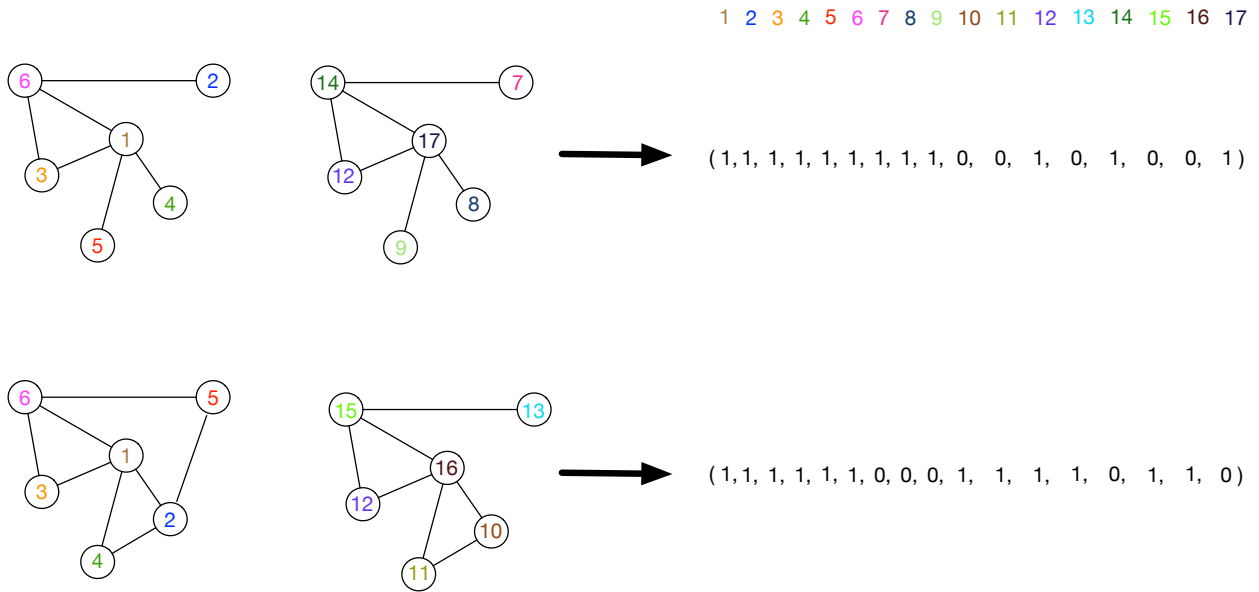 1 2 3 4 5 6 7 8 9 10 11 12 13 14 15 16 17
6 2 14 7
1 17
3 12
4 8
5 9
( 1, 1, 1, 1, 1, 1, 1, 1, 1, 0, 0, 1, 0, 1, 0, 0, 1 )
6 5 15 13
1 16
3 12
2 10
4 11
( 1, 1, 1, 1, 1, 1, 0, 0, 0, 1, 1, 1, 1, 0, 1, 1, 0 )